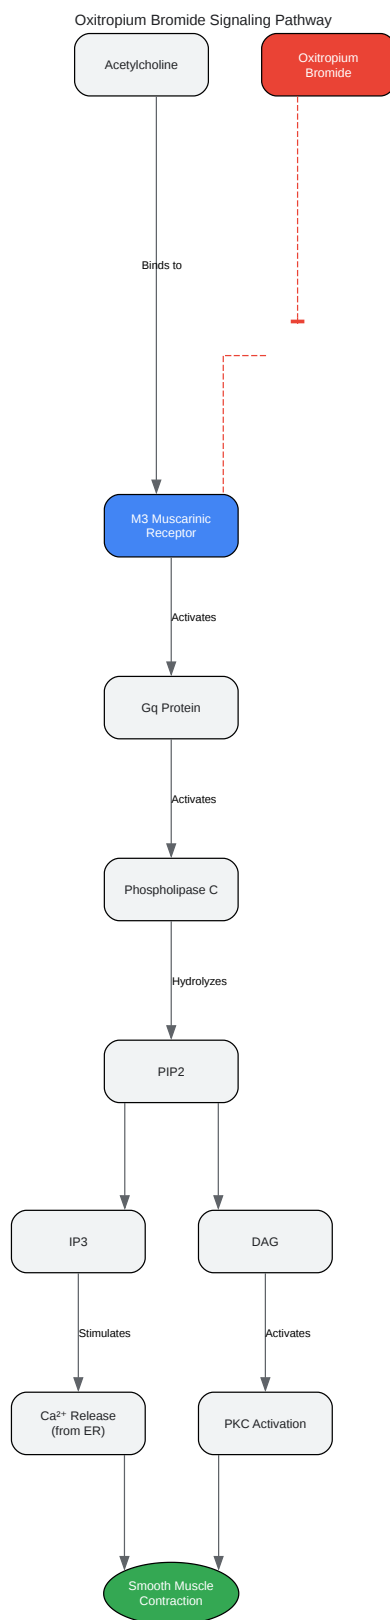 Oxitropium Bromide Signaling Pathway
Acetylcholine
Oxitropium
Bromide
Binds to
M3 Muscarinic
Receptor
Activates
Gq Protein
Activates
Phospholipase C
Hydrolyzes
PIP2
IP3
DAG
Stimulates
Activates
Ca²⁺ Release
(from ER)
PKC Activation
Smooth Muscle
Contraction